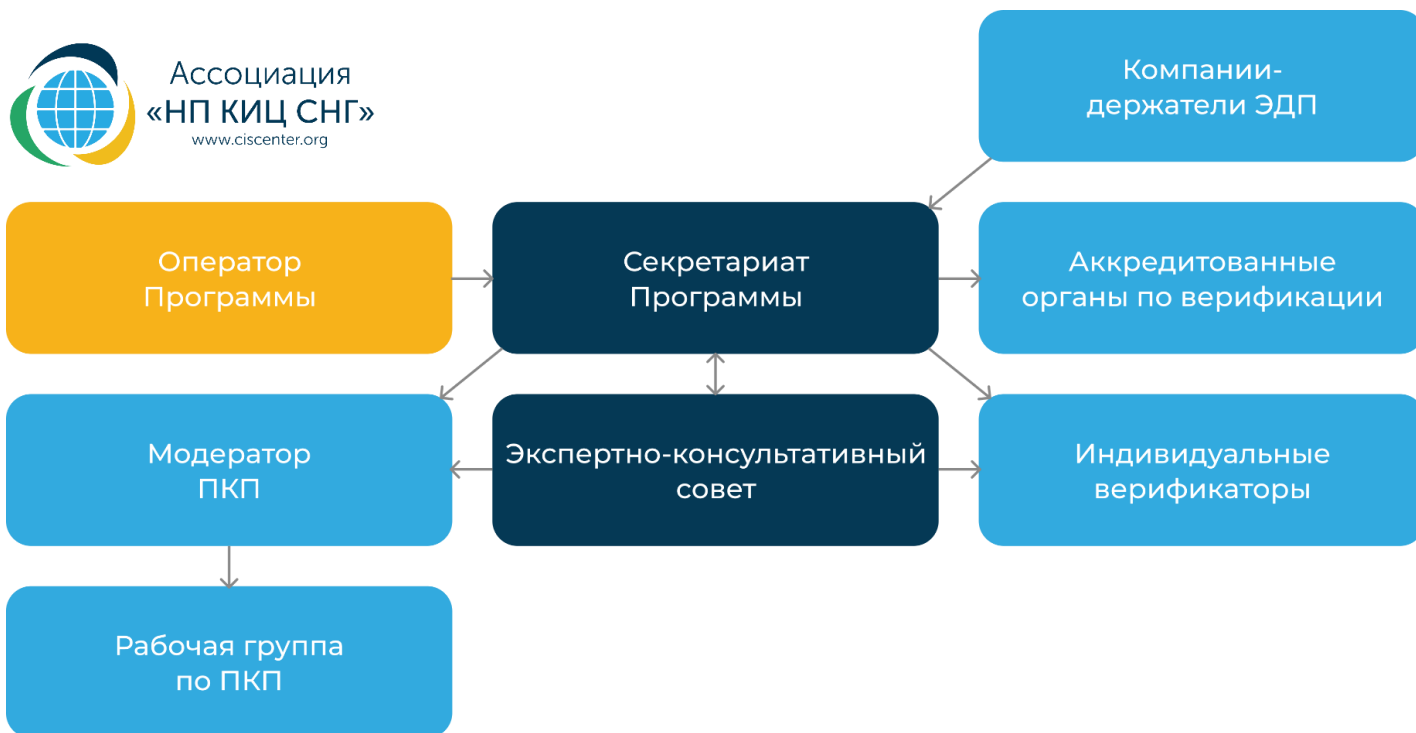 Ассоциация
«НП КИЦ СНГ»
www.ciscenter.org
Компании-
держатели ЭДП
Оператор
Программы
Секретариат
Программы
Аккредитованные
органы по верификации
Модератор
ПКП
Экспертно-консультативный
совет
Индивидуальные
верификаторы
Рабочая группа
по ПКП